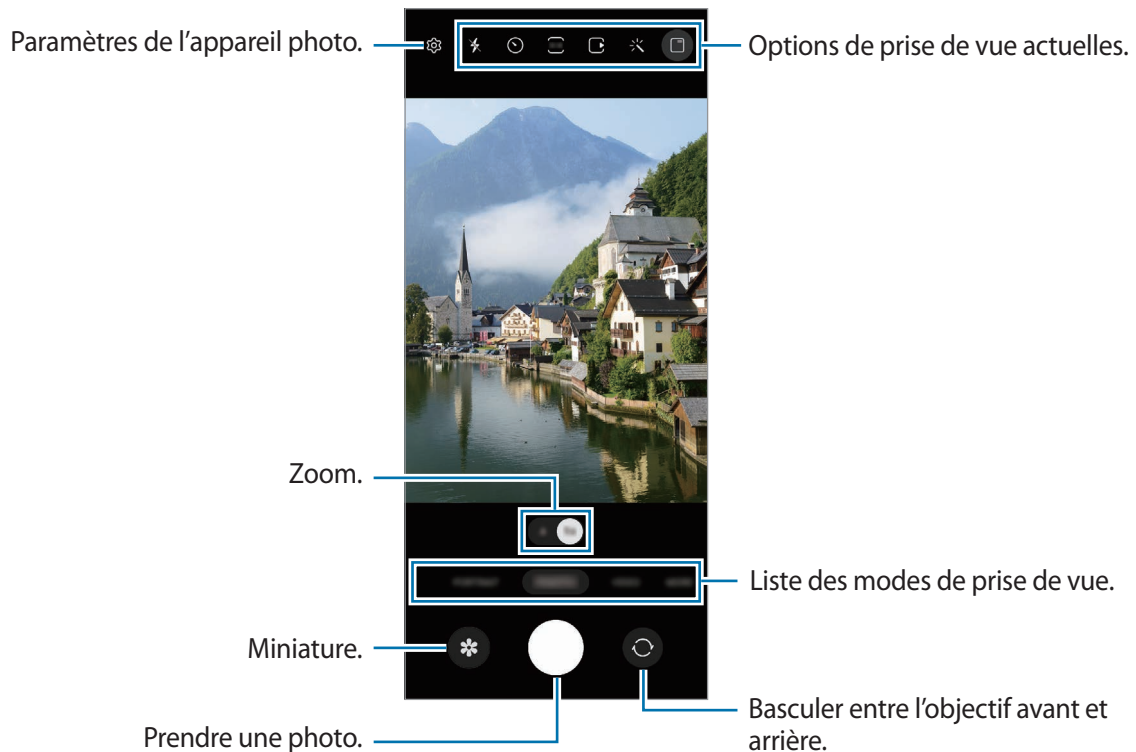 Paramètres de l’appareil photo.
Options de prise de vue actuelles.
Zoom.
Liste des modes de prise de vue.
Miniature.
Prendre une photo.
Basculer entre l’objectif avant et
arrière.